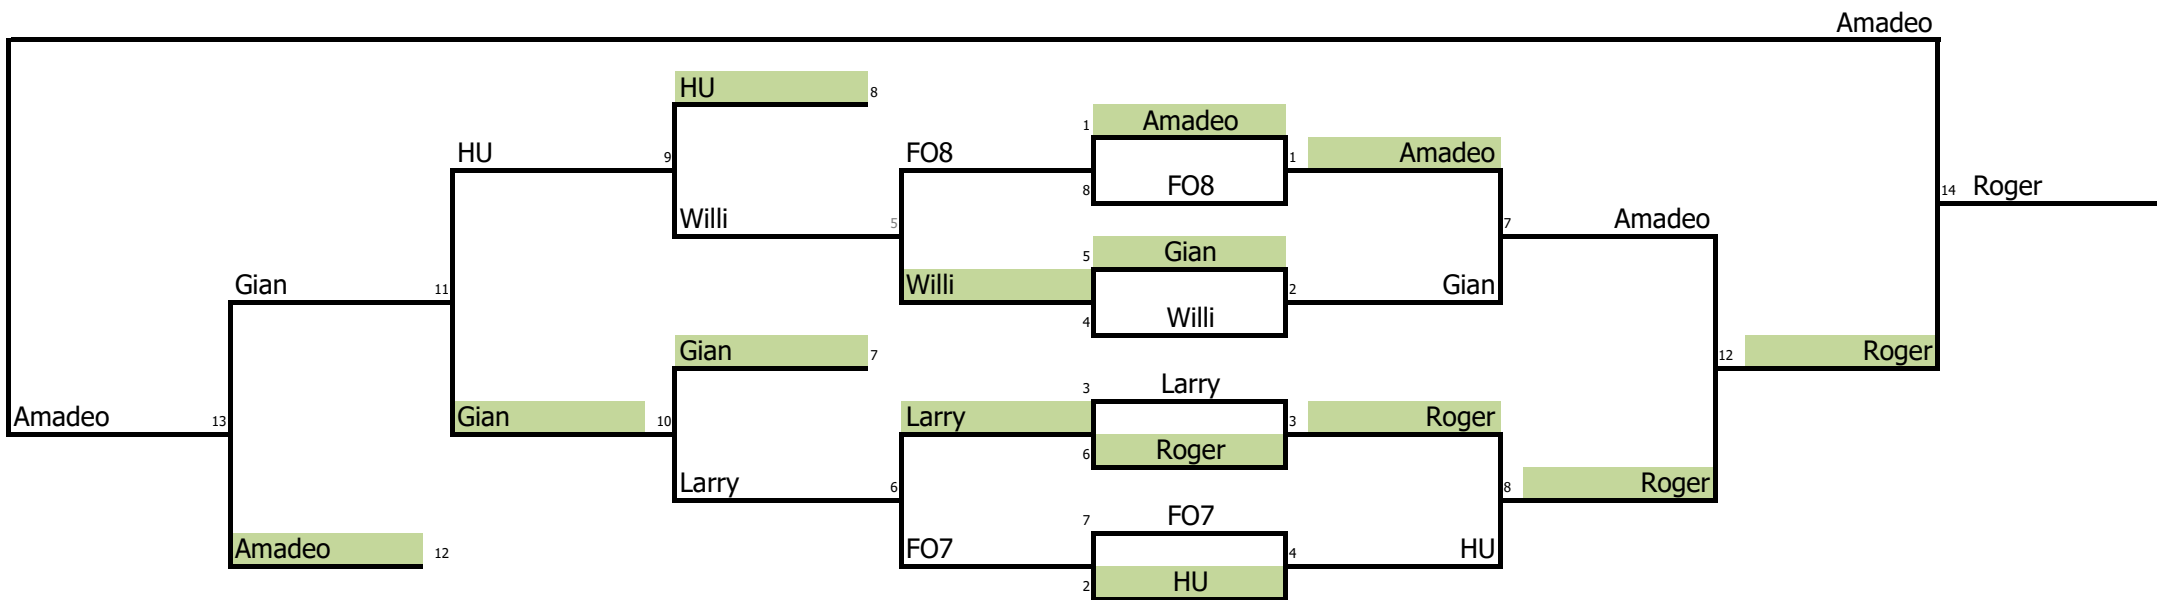 Amadeo
HU 8
1 Amadeo
HU 9 FO8 1 Amadeo
8 FO8 14 Roger
Willi 5 7 Amadeo
5 Gian
Gian 11 Willi 2 Gian
4 Willi
Gian 7 12 Roger
3 Larry
Amadeo 13 Gian 10 Larry 3 Roger
6 Roger
Larry 6 8 Roger
7 FO7
Amadeo 12 FO7 4 HU
2 HU